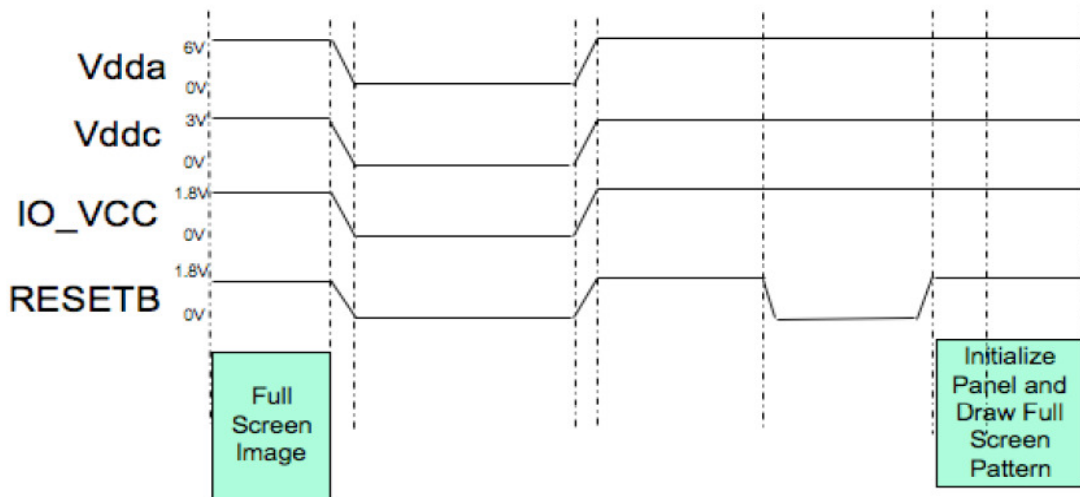 Vdda
6V
0V
Vddc
3V
0V
IO_VCC
1.8V
0V
RESETB
1.8V
0V
Full
Screen
Image
Initialize
Panel and
Draw Full
Screen
Pattern